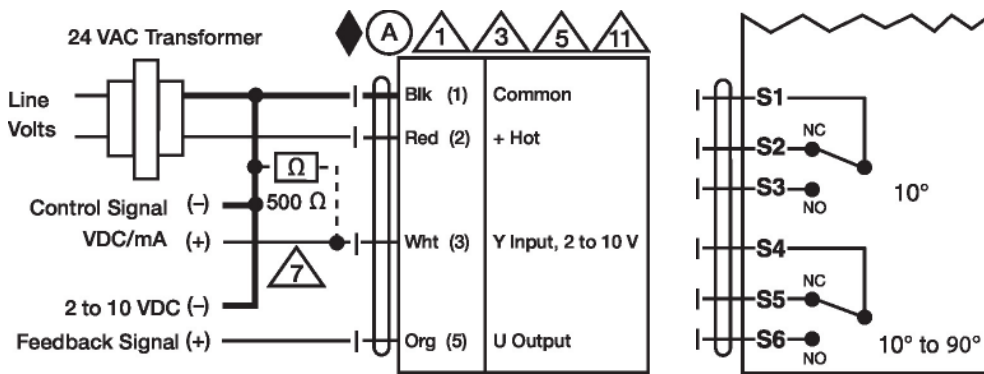 24 VAC Transformer
A
1
3
5
11
Line
Volts
Blk (1) Common
Red (2) + Hot
Ω
500 Ω
Control Signal (–)
VDC/mA (+)
Wht (3) Y Input, 2 to 10 V
7
2 to 10 VDC (–)
Feedback Signal (+)
Org (5) U Output
S1
S2 NC
S3 NO
10°
S4
S5 NC
S6 NO
10° to 90°